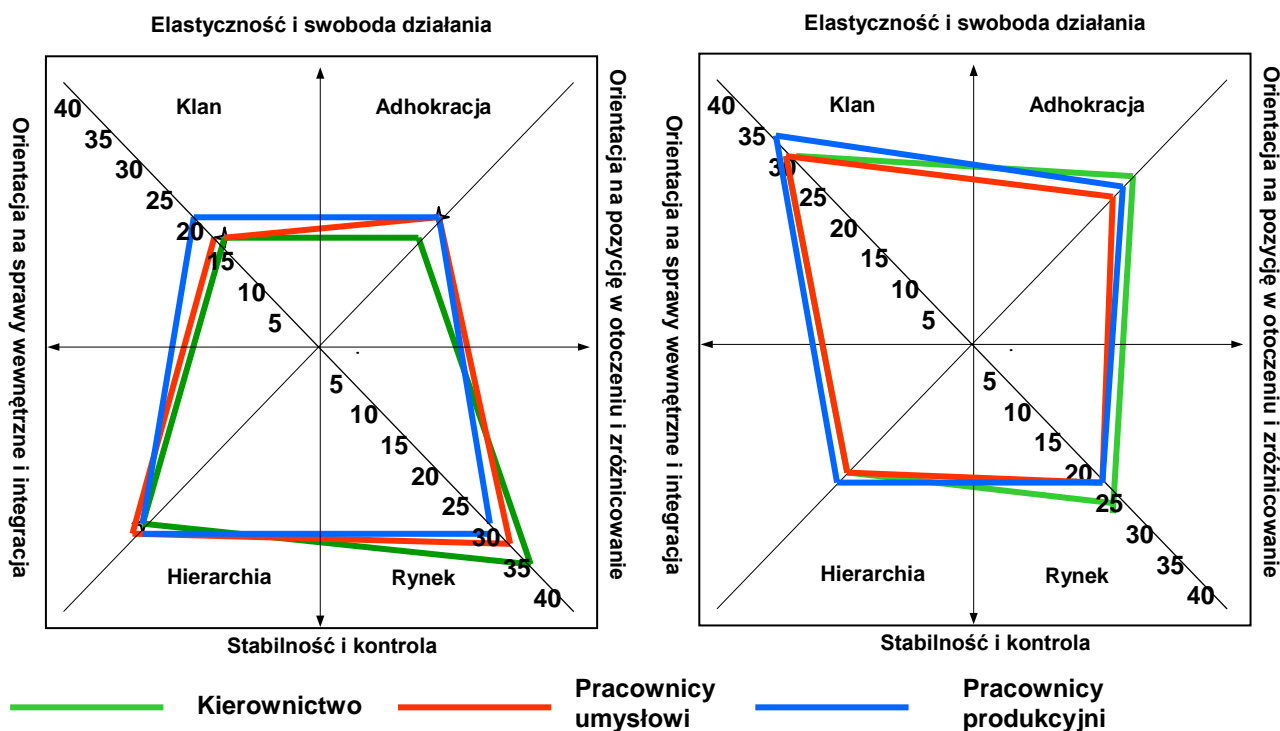 Elastyczność i swoboda działania
Orientacja na sprawy wewnętrzne i integracja
Klan
Adhokracja
40
35
30
25
20
15
10
5
5
10
15
20
25
30
35
40
Hierarchia
Rynek
Orientacja na pozycję w otoczeniu i zróżnicowanie
Stabilność i kontrola
Elastyczność i swoboda działania
Orientacja na sprawy wewnętrzne i integracja
Klan
Adhokracja
40
35
30
25
20
15
10
5
5
10
15
20
25
30
35
40
Hierarchia
Rynek
Orientacja na pozycję w otoczeniu i zróżnicowanie
Stabilność i kontrola
Kierownictwo
Pracownicy
umysłowi
Pracownicy
produkcyjni